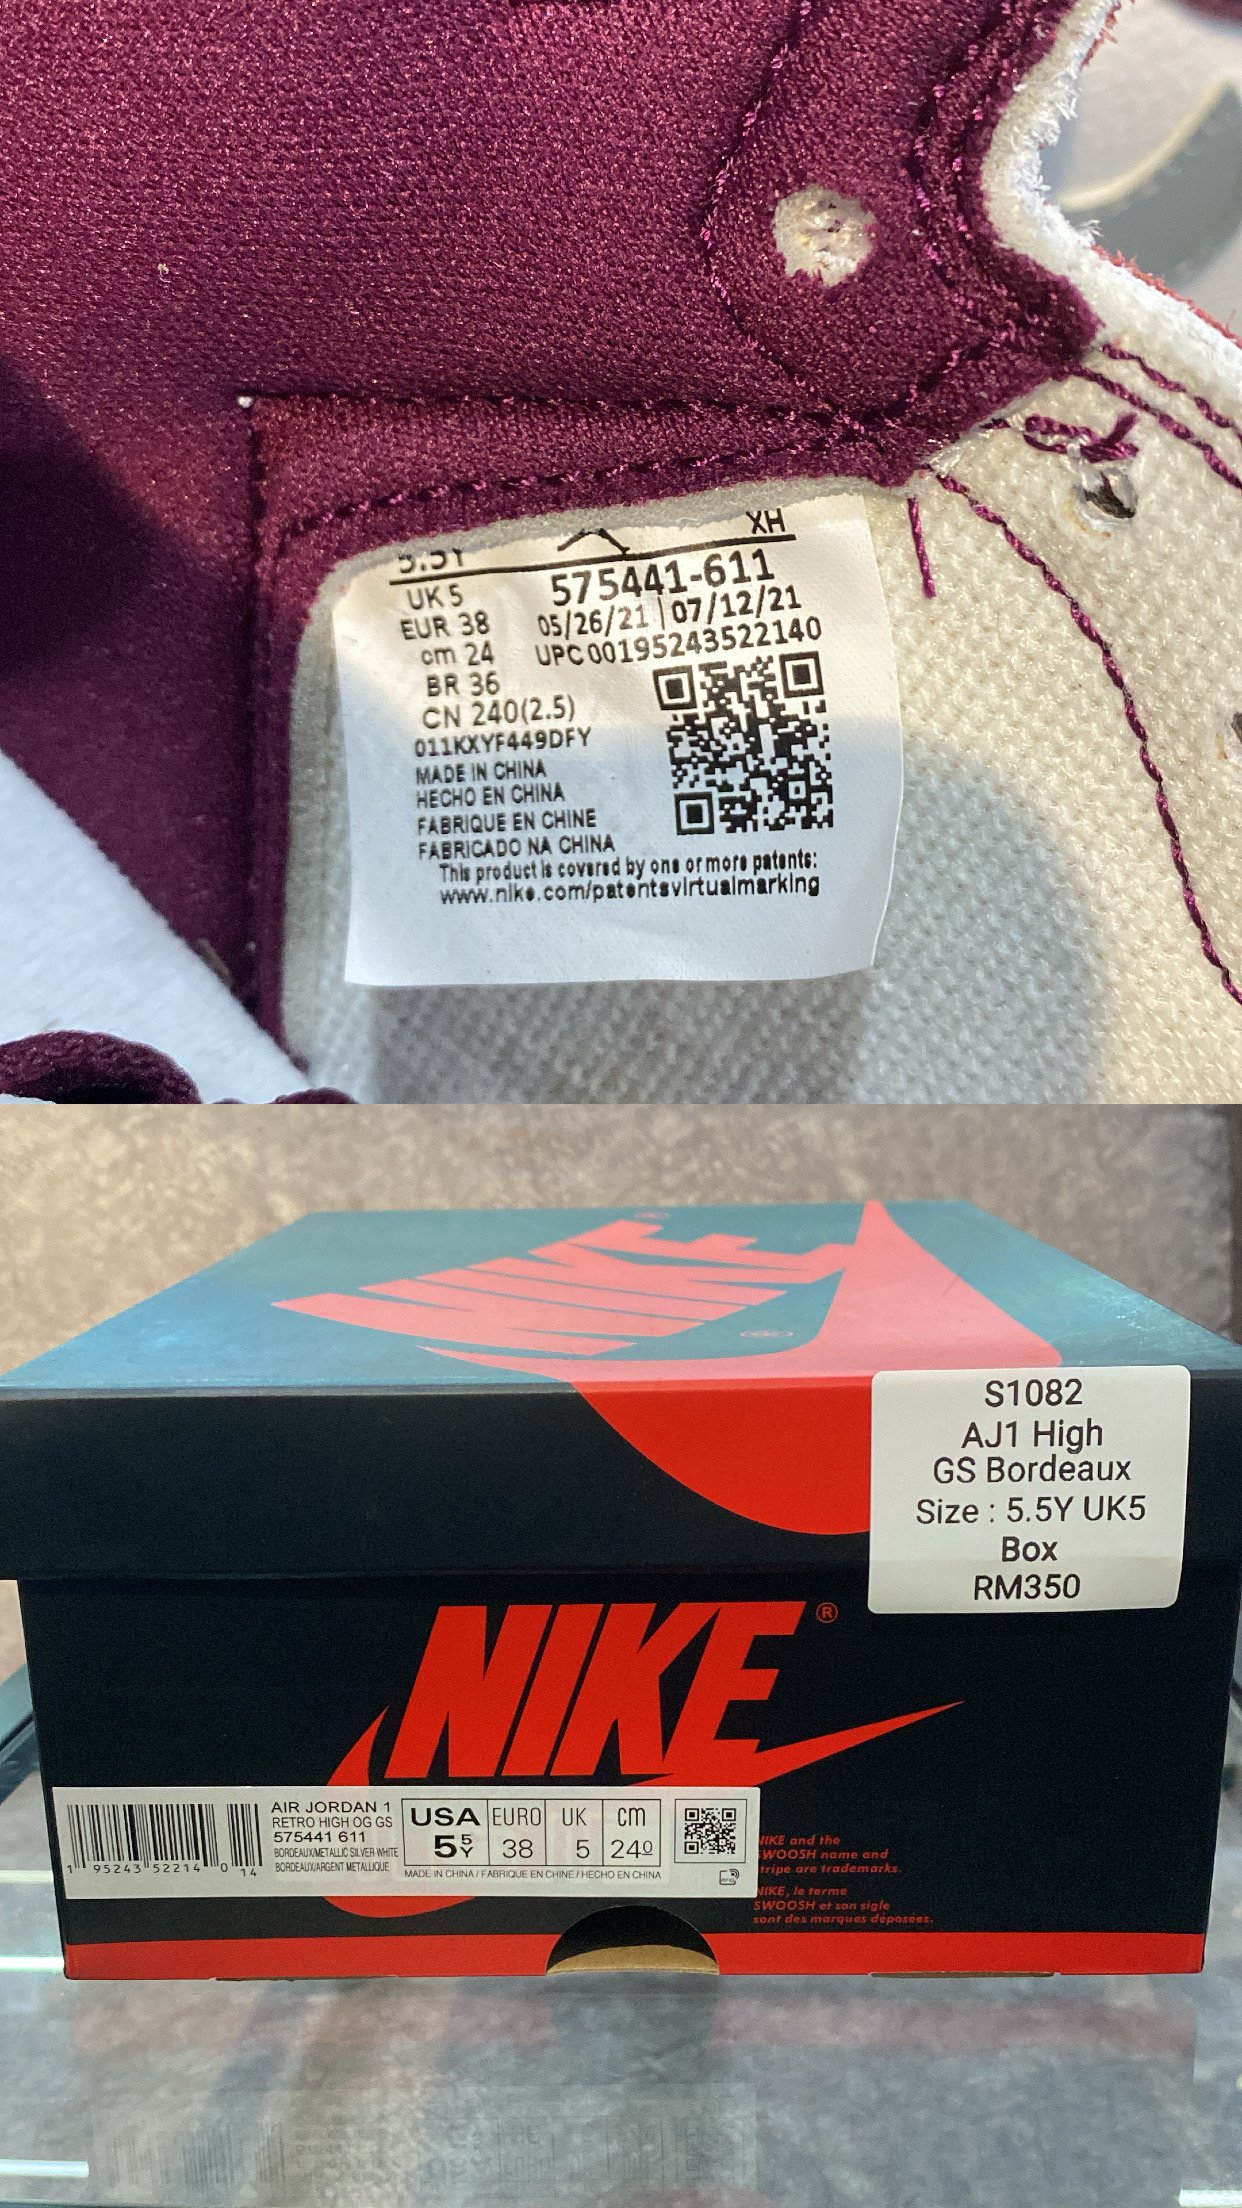 5.5Y XH
UK 5 575441-611
EUR 38 05/26/21 | 07/12/21
cm 24 UPC 00195243522140
BR 36
CN 240(2.5)
011KXYF449DFY
MADE IN CHINA
HECHO EN CHINA
FABRIQUE EN CHINE
FABRICADO NA CHINA
This product is covered by one or more patents:
www.nike.com/patentsvirtualmarking
NIKE
S1082
AJ1 High
GS Bordeaux
Size : 5.5Y UK5
Box
RM350
NIKE®
AIR JORDAN 1
RETRO HIGH OG GS
575441 611
BORDEAUX/METALLIC SILVER-WHITE
BORDEAUX/ARGENT METALLIQUE
1 95243 52214 0 14
USA EURO UK cm
5 5Y 38 5 24 0
MADE IN CHINA / FABRIQUE EN CHINE / HECHO EN CHINA
NIKE and the
SWOOSH name and
stripe are trademarks.
NIKE, le terme
SWOOSH et son sigle
sont des marques déposées.